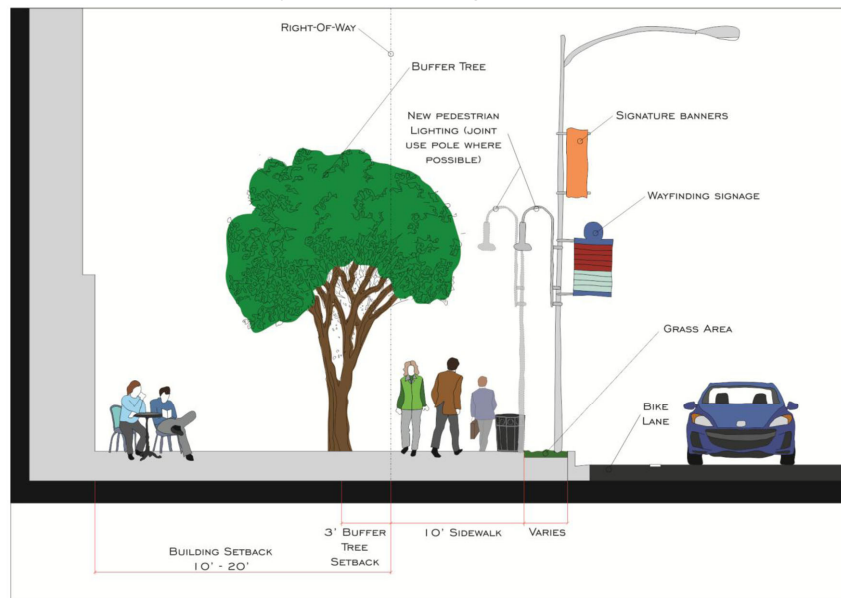 Right-Of-Way
Buffer Tree
New pedestrian
Lighting (joint
use pole where
possible)
Signature banners
Wayfinding signage
Grass Area
Bike
Lane
3' Buffer
Tree
Setback
10' Sidewalk
Varies
Building Setback
10' - 20'